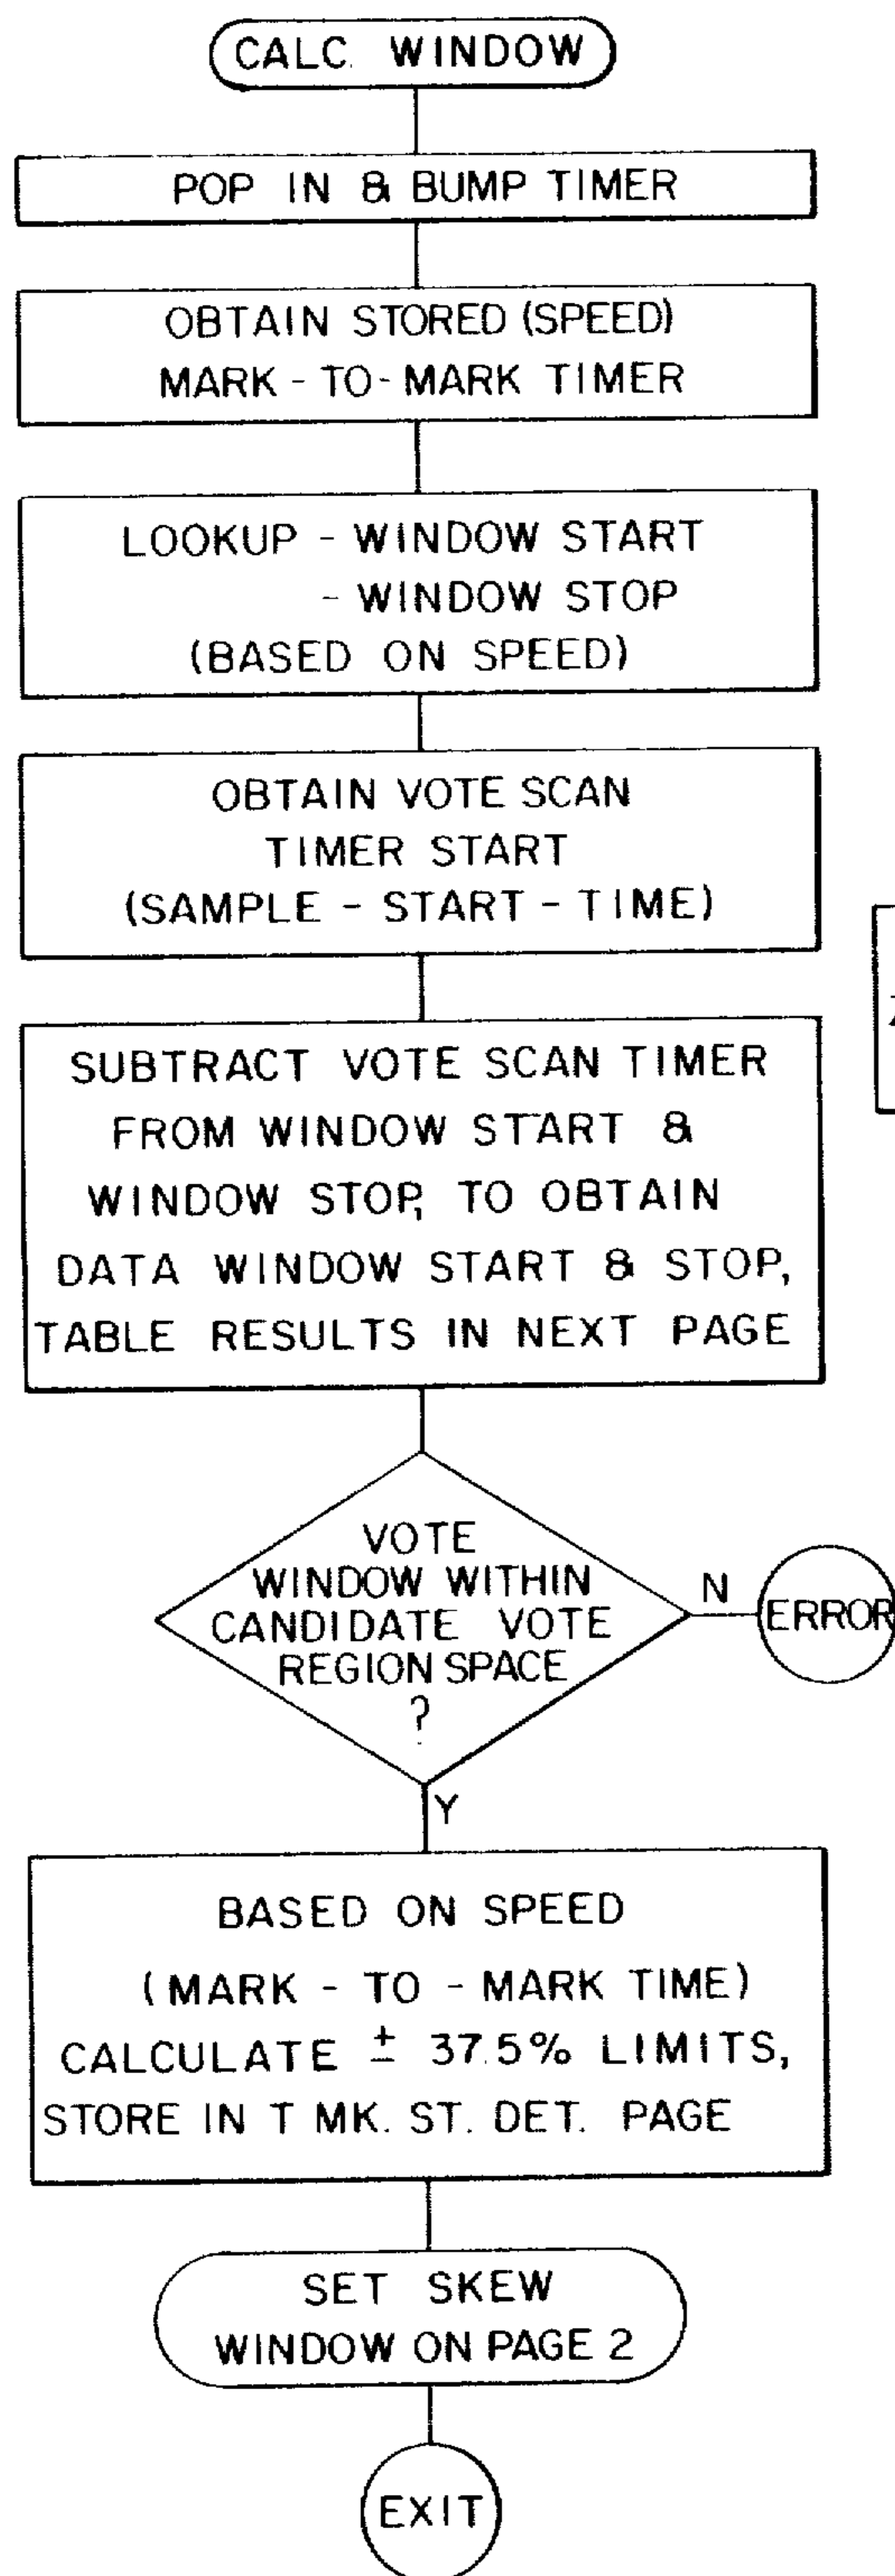 CALC. WINDOW
POP IN & BUMP TIMER
OBTAIN STORED (SPEED)
MARK - TO - MARK TIMER
LOOKUP - WINDOW START
- WINDOW STOP
(BASED ON SPEED)
OBTAIN VOTE SCAN
TIMER START
(SAMPLE - START - TIME)
SUBTRACT VOTE SCAN TIMER
FROM WINDOW START &
WINDOW STOP, TO OBTAIN
DATA WINDOW START & STOP,
TABLE RESULTS IN NEXT PAGE
VOTE
WINDOW WITHIN
CANDIDATE VOTE
REGION SPACE
?
N
ERROR
Y
BASED ON SPEED
(MARK - TO - MARK TIME)
CALCULATE ± 37.5% LIMITS,
STORE IN T MK. ST. DET. PAGE
SET SKEW
WINDOW ON PAGE 2
EXIT